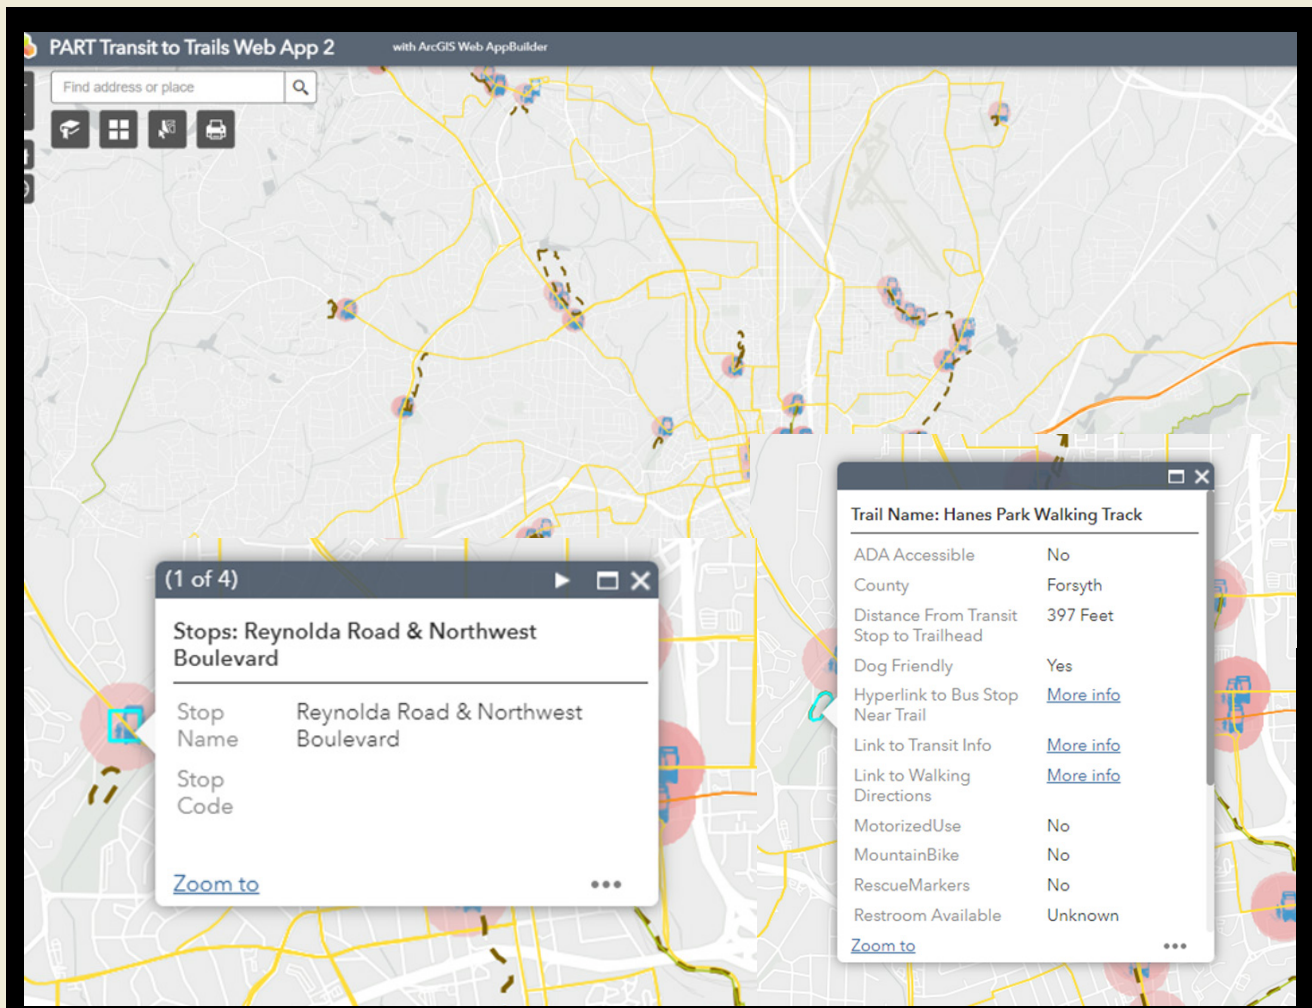 PART Transit to Trails Web App 2
with ArcGIS Web AppBuilder
Find address or place
(1 of 4)
Stops: Reynolda Road & Northwest
Boulevard
Stop
Name
Reynolda Road & Northwest
Boulevard
Stop
Code
Zoom to
Trail Name: Hanes Park Walking Track
ADA Accessible No
County Forsyth
Distance From Transit
Stop to Trailhead
397 Feet
Dog Friendly Yes
Hyperlink to Bus Stop
Near Trail
More info
Link to Transit Info More info
Link to Walking
Directions
More info
MotorizedUse No
MountainBike No
RescueMarkers No
Restroom Available Unknown
Zoom to